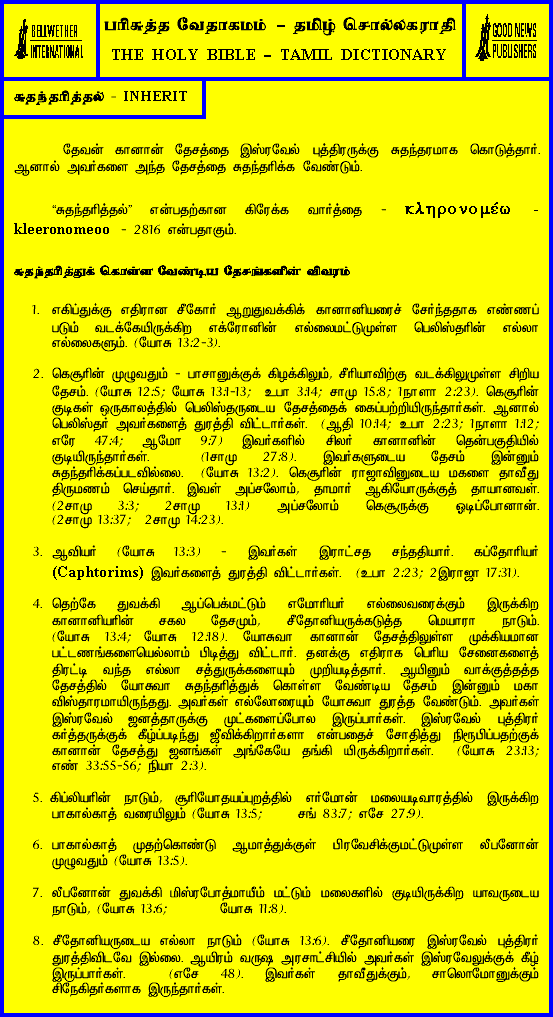 BELLWETHER
INTERNATIONAL
பரிசுத்த வேதாகமம் – தமிழ் சொல்லகராதி
THE HOLY BIBLE – TAMIL DICTIONARY
GOOD NEWS
PUBLISHERS
சுதந்தரித்தல் - INHERIT
தேவன் கானான் தேசத்தை இஸ்ரவேல் புத்திரருக்கு சுதந்தரமாக கொடுத்தார்.
ஆனால் அவர்களை அந்த தேசத்தை சுதந்தரிக்க வேண்டும்.
“சுதந்தரித்தல்” என்பதற்கான கிரேக்க வார்த்தை - κληρονομέω -
kleeronomeoo - 2816 என்பதாகும்.
சுதந்தரித்துக் கொள்ள வேண்டிய தேசங்களின் விவரம்
1. எகிப்துக்கு எதிரான சீகோர் ஆறுதுவக்கிக் கானானியரைச் சேர்ந்ததாக எண்ணப்
படும் வடக்கேயிருக்கிற எக்ரோனின் எல்லைமட்டுமுள்ள பெலிஸ்தரின் எல்லா
எல்லைகளும். (யோசு 13:2-3).
2. கெசூரின் முழுவதும் - பாசானுக்குக் கிழக்கிலும், சீரியாவிற்கு வடக்கிலுமுள்ள சிறிய
தேசம். (யோசு 12:5; யோசு 13:1-13; உபா 3:14; சாமு 15:8; 1நாளா 2:23). கெசூரின்
குடிகள் ஒருகாலத்தில் பெலிஸ்தருடைய தேசத்தைக் கைப்பற்றியிருந்தார்கள். ஆனால்
பெலிஸ்தர் அவர்களைத் துரத்தி விட்டார்கள். (ஆதி 10:14; உபா 2:23; 1நாளா 1:12;
எரே 47:4; ஆமோ 9:7) இவர்களில் சிலர் கானானின் தென்பகுதியில்
குடியிருந்தார்கள். (1சாமு 27:8). இவர்களுடைய தேசம் இன்னும்
சுதந்தரிக்கப்படவில்லை. (யோசு 13:2). கெசூரின் ராஜாவினுடைய மகளை தாவீது
திருமணம் செய்தார். இவள் அப்சலோம், தாமார் ஆகியோருக்குத் தாயானவள்.
(2சாமு 3:3; 2சாமு 13:1) அப்சலோம் கெசூருக்கு ஓடிப்போனான்.
(2சாமு 13:37; 2சாமு 14:23).
3. ஆவியர் (யோசு 13:3) - இவர்கள் இராட்சத சந்ததியார். கப்தோரியர்
(Caphtorims) இவர்களைத் துரத்தி விட்டார்கள். (உபா 2:23; 2இராஜா 17:31).
4. தெற்கே துவக்கி ஆப்பெக்மட்டும் எமோரியர் எல்லைவரைக்கும் இருக்கிற
கானானியரின் சகல தேசமும், சீதோனியருக்கடுத்த மெயாரா நாடும்.
(யோசு 13:4; யோசு 12:18). யோசுவா கானான் தேசத்திலுள்ள முக்கியமான
பட்டணங்களையெல்லாம் பிடித்து விட்டார். தனக்கு எதிராக பெரிய சேனைகளைத்
திரட்டி வந்த எல்லா சத்துருக்களையும் முறியடித்தார். ஆயினும் வாக்குத்தத்த
தேசத்தில் யோசுவா சுதந்தரித்துக் கொள்ள வேண்டிய தேசம் இன்னும் மகா
விஸ்தாரமாயிருந்தது. அவர்கள் எல்லோரையும் யோசுவா துரத்த வேண்டும். அவர்கள்
இஸ்ரவேல் ஜனத்தாருக்கு முட்களைப்போல இருப்பார்கள். இஸ்ரவேல் புத்திரர்
கர்த்தருக்குக் கீழ்ப்படிந்து ஜீவிக்கிறார்களா என்பதைச் சோதித்து நிரூபிப்பதற்குக்
கானான் தேசத்து ஜனங்கள் அங்கேயே தங்கி யிருக்கிறார்கள். (யோசு 23:13;
எண் 33:55-56; நியா 2:3).
5. கிப்லியரின் நாடும், சூரியோதயப்புறத்தில் எர்மோன் மலையடிவாரத்தில் இருக்கிற
பாகால்காத் வரையிலும் (யோசு 13:5; சங் 83:7; எசே 27:9).
6. பாகால்காத் முதற்கொண்டு ஆமாத்துக்குள் பிரவேசிக்குமட்டுமுள்ள லீபனோன்
முழுவதும் (யோசு 13:5).
7. லீபனோன் துவக்கி மிஸ்ரபோத்மாயீம் மட்டும் மலைகளில் குடியிருக்கிற யாவருடைய
நாடும், (யோசு 13:6; யோசு 11:8).
8. சீதோனியருடைய எல்லா நாடும் (யோசு 13:6). சீதோனியரை இஸ்ரவேல் புத்திரர்
துரத்திவிடவே இல்லை. ஆயிரம் வருஷ அரசாட்சியில் அவர்கள் இஸ்ரவேலுக்குக் கீழ்
இருப்பார்கள். (எசே 48). இவர்கள் தாவீதுக்கும், சாலொமோனுக்கும்
சிநேகிதர்களாக இருந்தார்கள்.